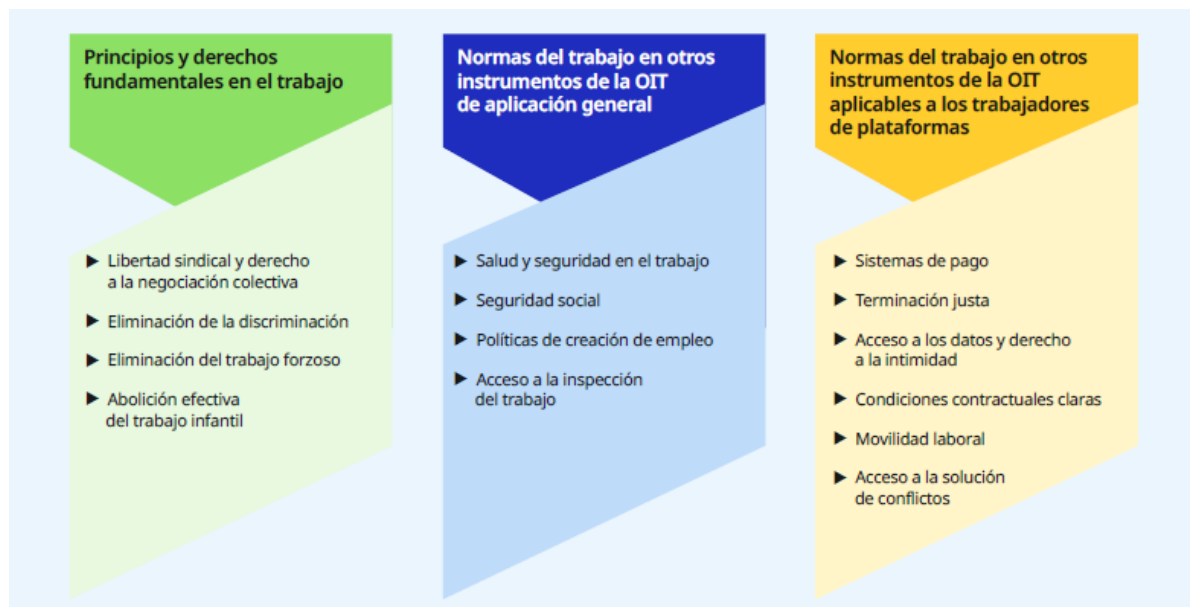 Principios y derechos
fundamentales en el trabajo
▶ Libertad sindical y derecho
a la negociación colectiva
▶ Eliminación de la discriminación
▶ Eliminación del trabajo forzoso
▶ Abolición efectiva
del trabajo infantil
Normas del trabajo en otros
instrumentos de la OIT
de aplicación general
▶ Salud y seguridad en el trabajo
▶ Seguridad social
▶ Políticas de creación de empleo
▶ Acceso a la inspección
del trabajo
Normas del trabajo en otros
instrumentos de la OIT
aplicables a los trabajadores
de plataformas
▶ Sistemas de pago
▶ Terminación justa
▶ Acceso a los datos y derecho
a la intimidad
▶ Condiciones contractuales claras
▶ Movilidad laboral
▶ Acceso a la solución
de conflictos